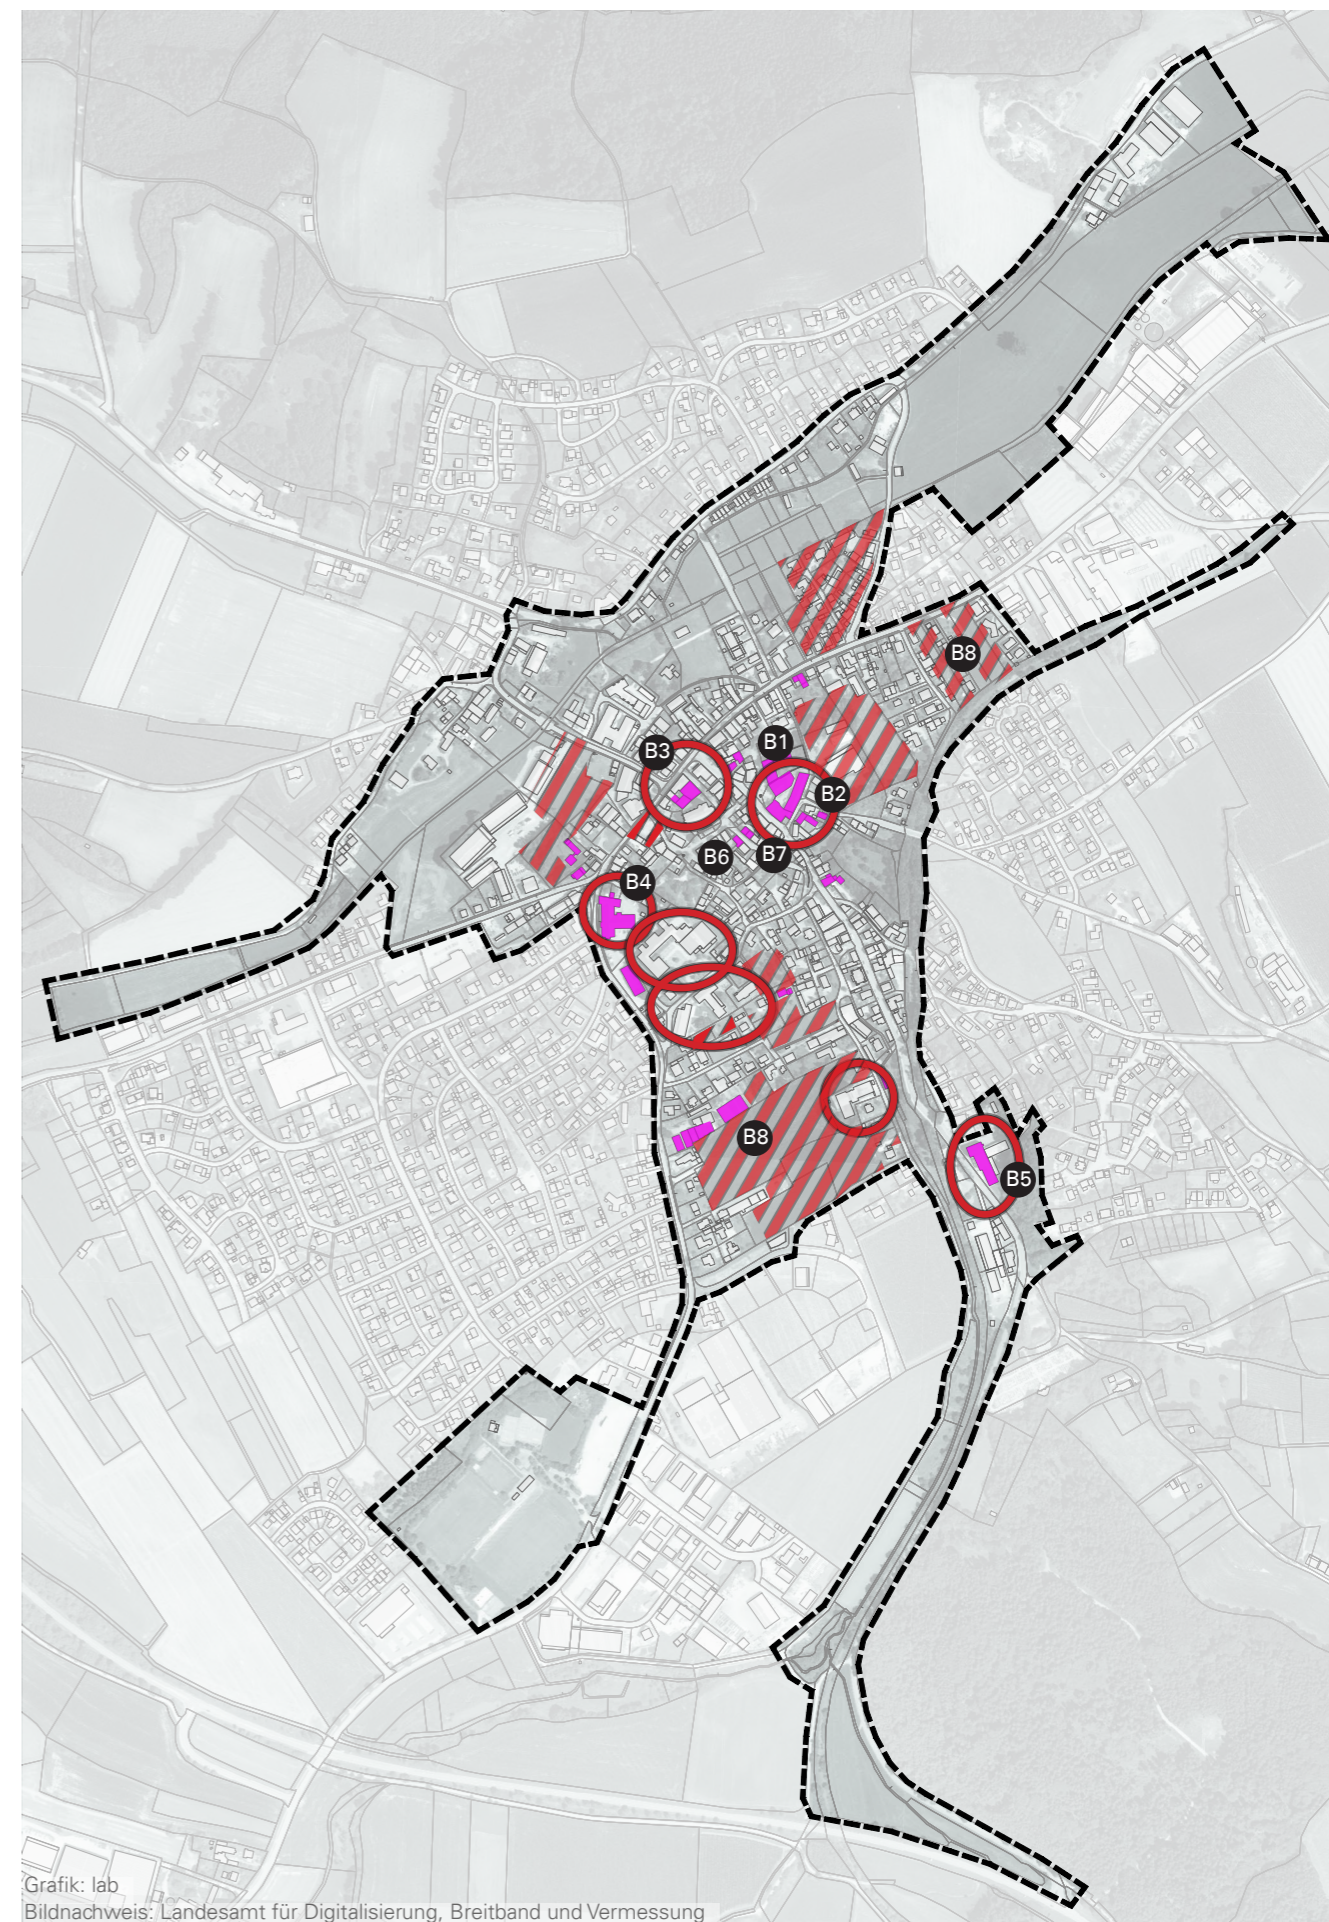 B8
B1
B3
B2
B6
B7
B4
B8
B5
Grafik: lab
Bildnachweis: Landesamt für Digitalisierung, Breitband und Vermessung